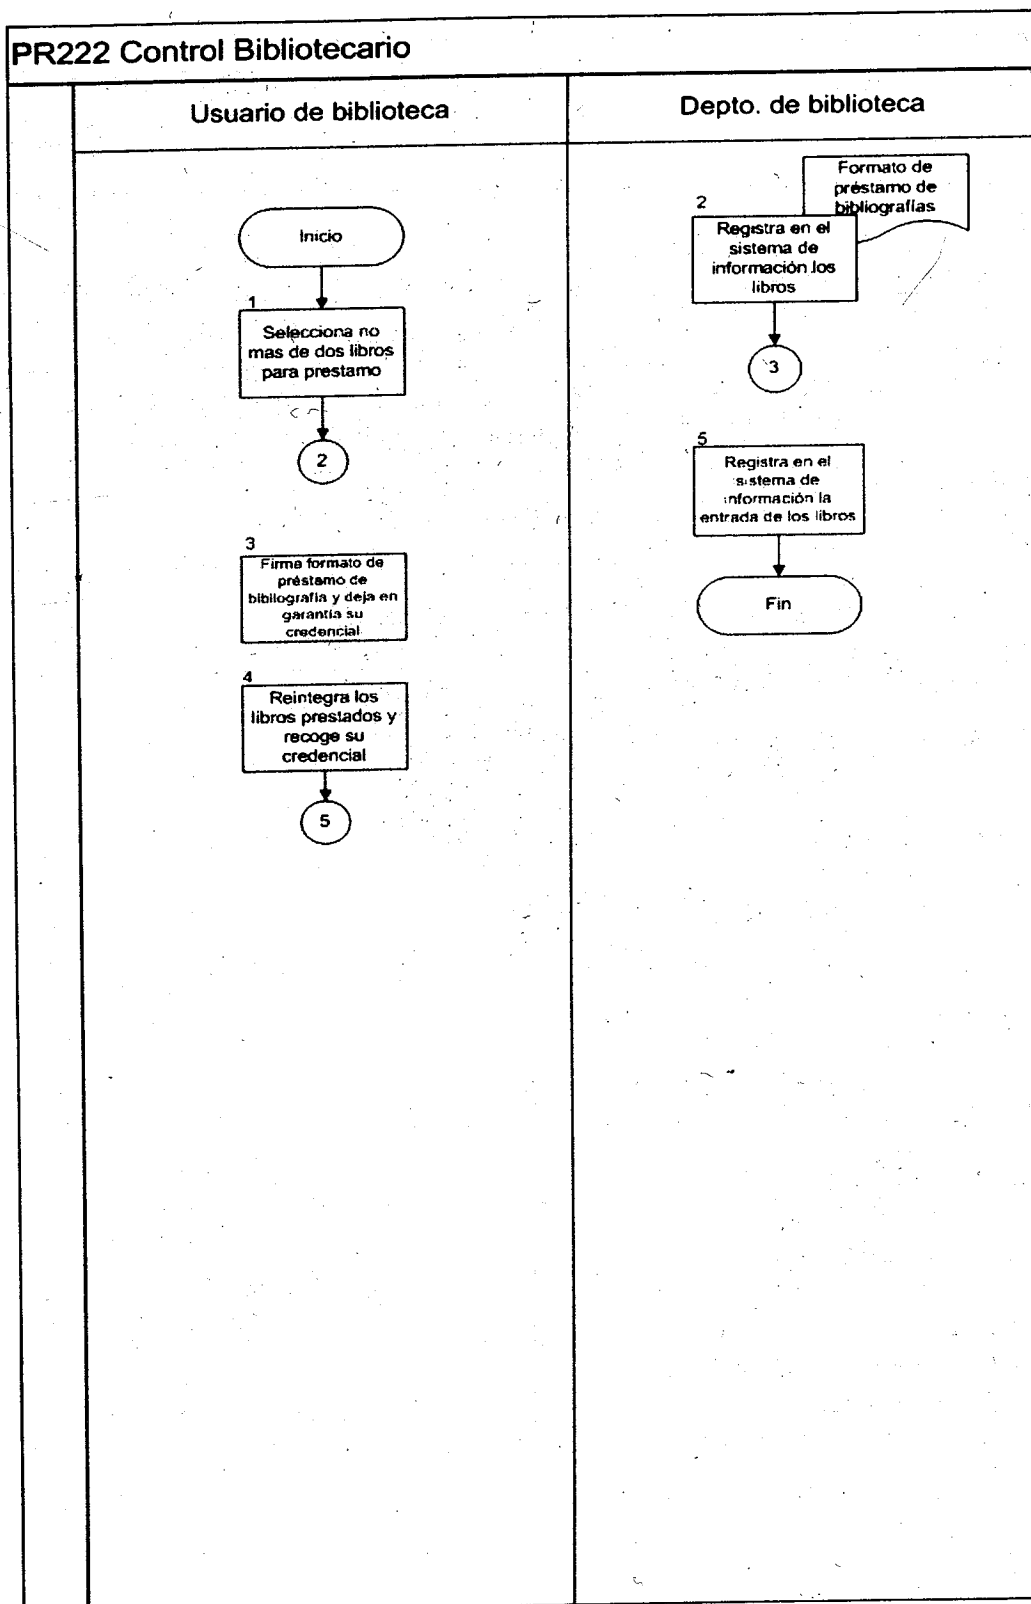 PR222 Control Bibliotecario
Usuario de biblioteca
Depto. de biblioteca
Inicio
1
Selecciona no
mas de dos libros
para prestamo
2
3
Firma formato de
préstamo de
bibliografía y deja en
garantía su
credencial
4
Reintegra los
libros prestados y
recoge su
credencial
5
Formato de
préstamo de
bibliografías
2
Registra en el
sistema de
información los
libros
3
5
Registra en el
sistema de
información la
entrada de los libros
Fin